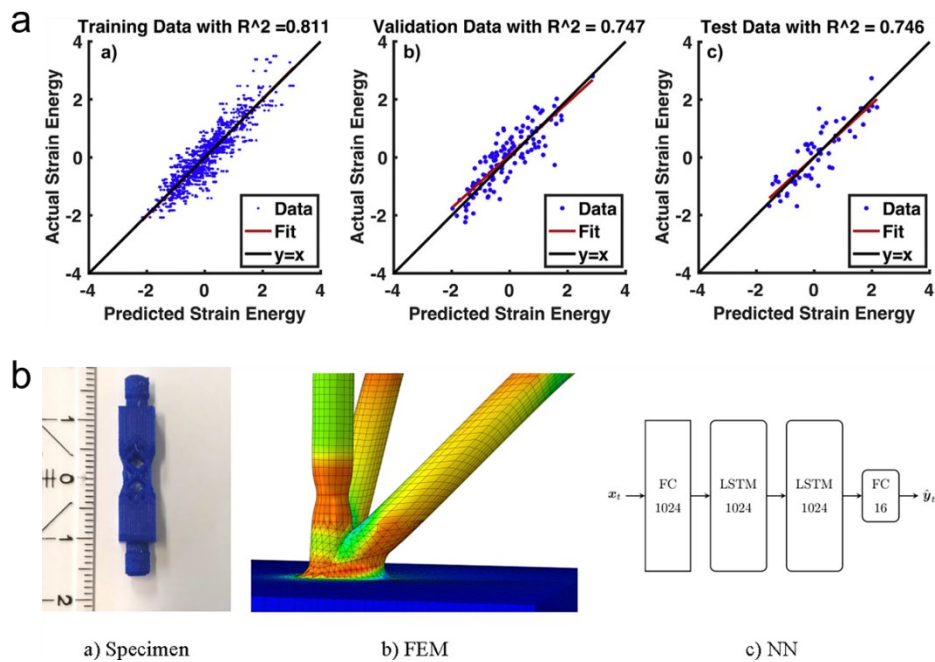 a
Training Data with R^2 =0.811
a)
Actual Strain Energy
4
2
0
-2
-4
-4 -2 0 2 4
Predicted Strain Energy
Data
Fit
y=x
Validation Data with R^2 = 0.747
b)
Actual Strain Energy
4
2
0
-2
-4
-4 -2 0 2 4
Predicted Strain Energy
Data
Fit
y=x
Test Data with R^2 = 0.746
c)
Actual Strain Energy
4
2
0
-2
-4
-4 -2 0 2 4
Predicted Strain Energy
Data
Fit
y=x
b
1
0
1
2
a) Specimen
b) FEM
x_t
FC
1024
LSTM
1024
LSTM
1024
FC
16
ŷ_t
c) NN